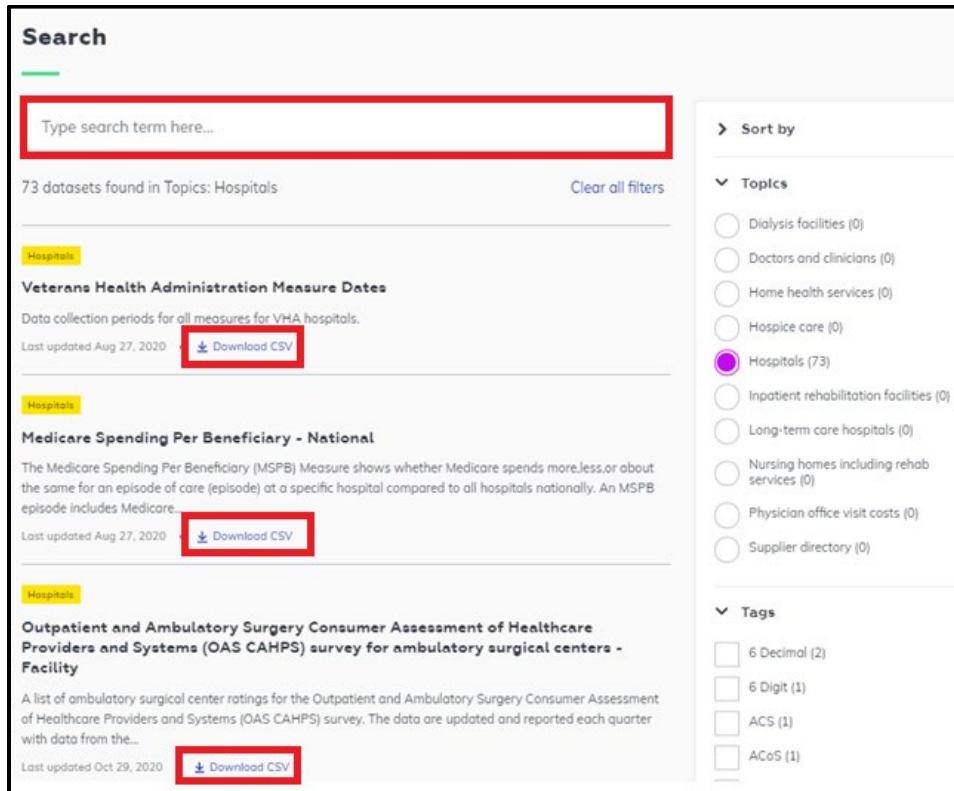 Search
Type search term here...
73 datasets found in Topics: Hospitals
Clear all filters
Hospitals
Veterans Health Administration Measure Dates
Data collection periods for all measures for VHA hospitals.
Last updated Aug 27, 2020
Download CSV
Hospitals
Medicare Spending Per Beneficiary - National
The Medicare Spending Per Beneficiary (MSPB) Measure shows whether Medicare spends more,less,or about
the same for an episode of care (episode) at a specific hospital compared to all hospitals nationally. An MSPB
episode includes Medicare...
Last updated Aug 27, 2020
Download CSV
Hospitals
Outpatient and Ambulatory Surgery Consumer Assessment of Healthcare
Providers and Systems (OAS CAHPS) survey for ambulatory surgical centers -
Facility
A list of ambulatory surgical center ratings for the Outpatient and Ambulatory Surgery Consumer Assessment
of Healthcare Providers and Systems (OAS CAHPS) survey. The data are updated and reported each quarter
with data from the...
Last updated Oct 29, 2020
Download CSV
Sort by
Topics
Dialysis facilities (0)
Doctors and clinicians (0)
Home health services (0)
Hospice care (0)
Hospitals (73)
Inpatient rehabilitation facilities (0)
Long-term care hospitals (0)
Nursing homes including rehab
services (0)
Physician office visit costs (0)
Supplier directory (0)
Tags
6 Decimal (2)
6 Digit (1)
ACS (1)
ACoS (1)